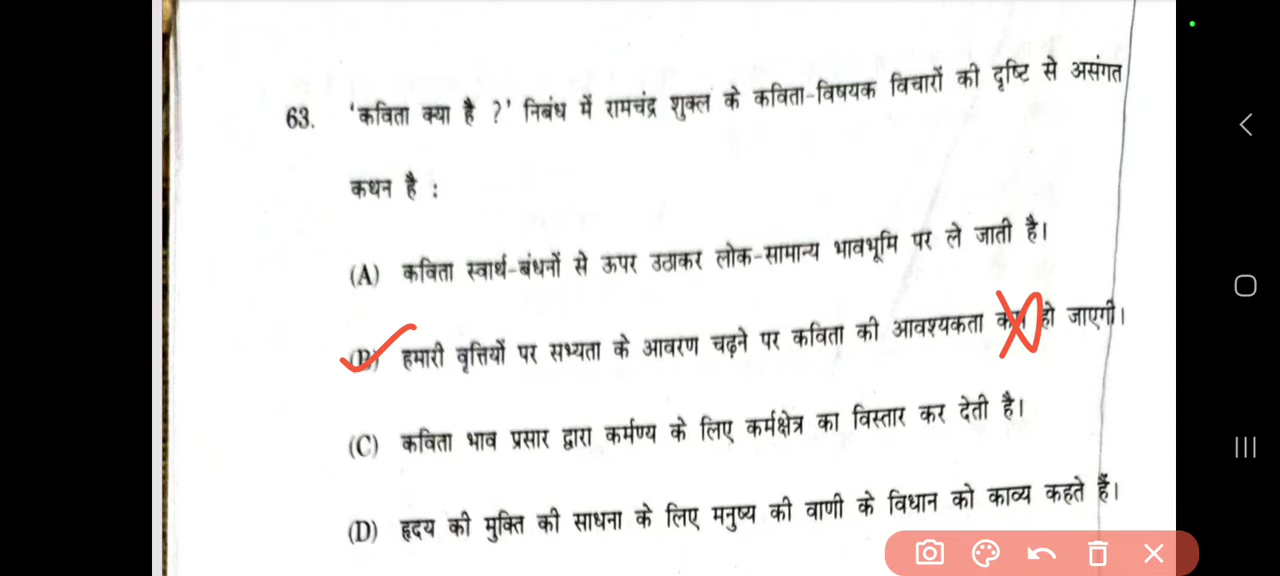 63. 'कविता क्या है ?' निबंध में रामचंद्र शुक्ल के कविता-विषयक विचारों की दृष्टि से असंगत
कथन है :
(A) कविता स्वार्थ-बंधनों से ऊपर उठाकर लोक-सामान्य भावभूमि पर ले जाती है।
(B) हमारी वृत्तियों पर सभ्यता के आवरण चढ़ने पर कविता की आवश्यकता कम हो जाएगी।
(C) कविता भाव प्रसार द्वारा कर्मण्य के लिए कर्मक्षेत्र का विस्तार कर देती है।
(D) हृदय की मुक्ति की साधना के लिए मनुष्य की वाणी के विधान को काव्य कहते हैं।